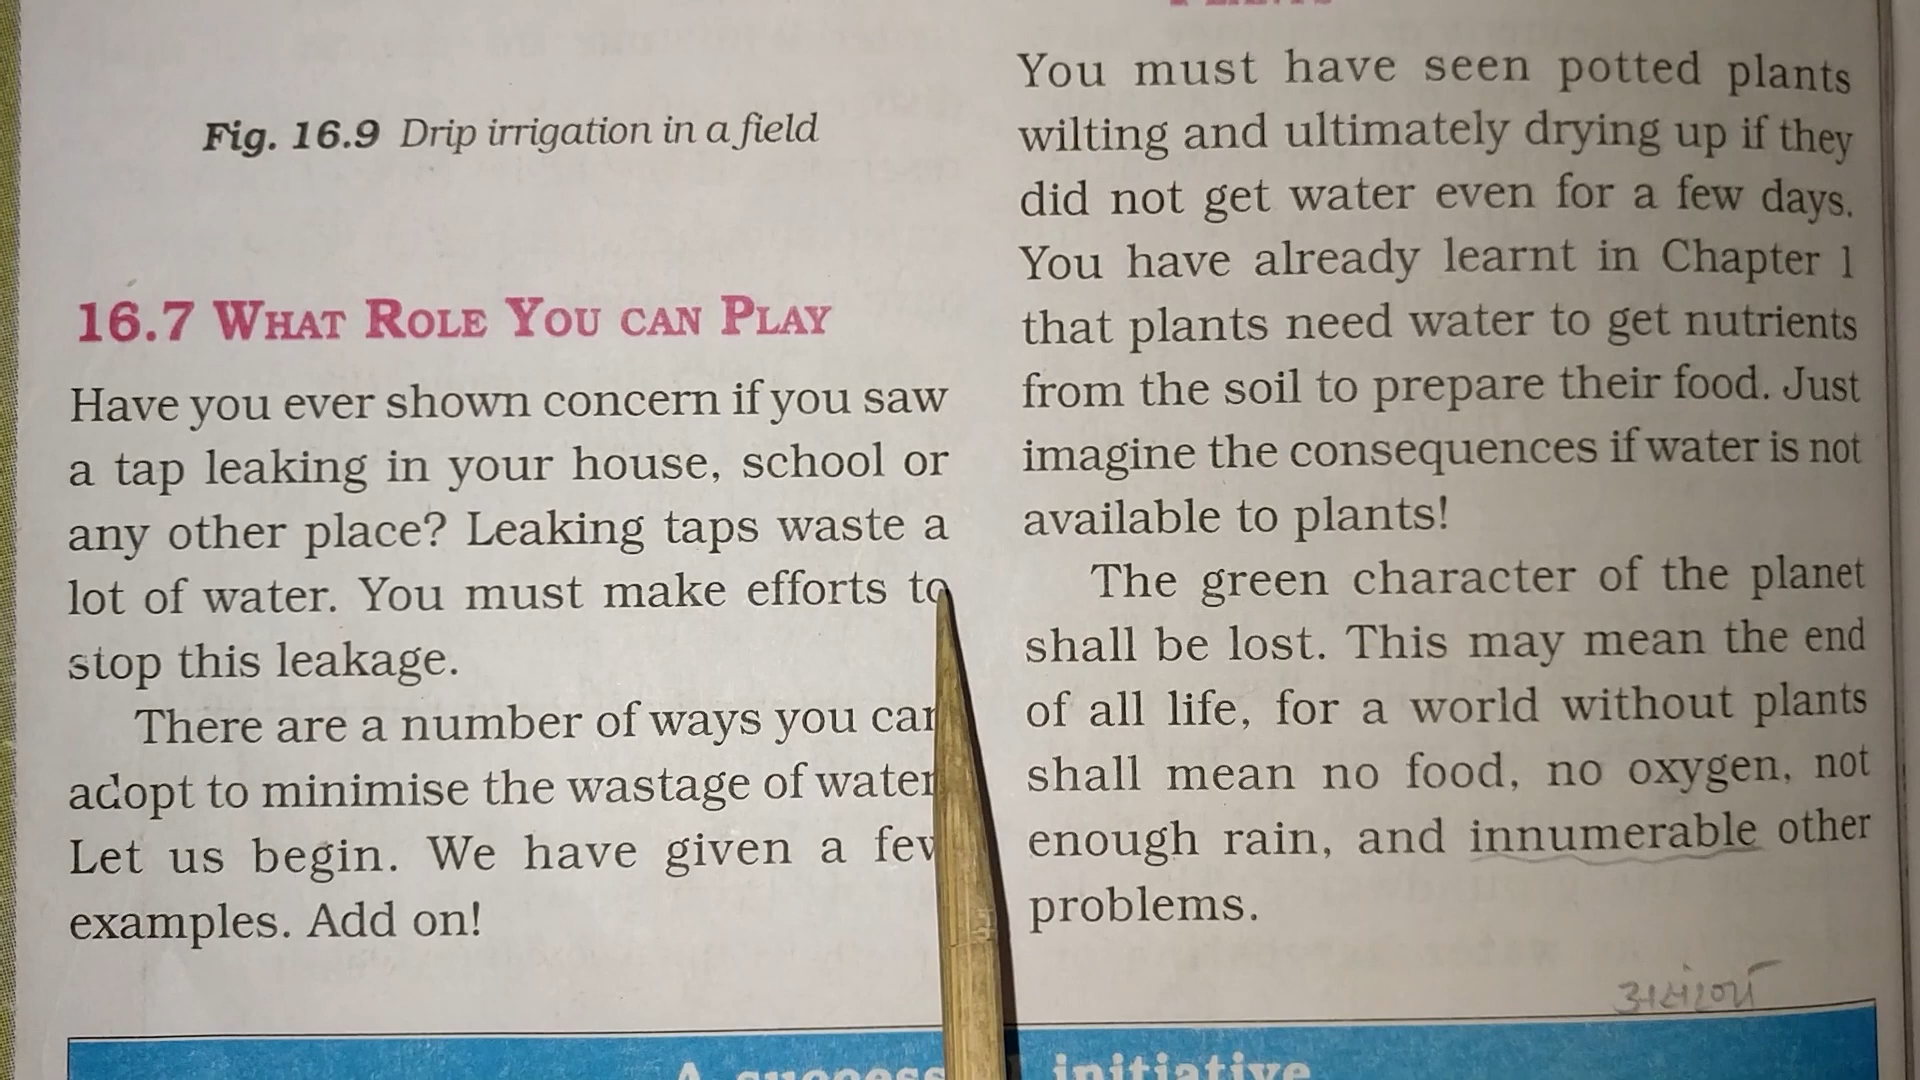 Fig. 16.9 Drip irrigation in a field
16.7 WHAT ROLE YOU CAN PLAY
Have you ever shown concern if you saw
a tap leaking in your house, school or
any other place? Leaking taps waste a
lot of water. You must make efforts to
stop this leakage.
There are a number of ways you can
adopt to minimise the wastage of water
Let us begin. We have given a few
examples. Add on!
You must have seen potted plants
wilting and ultimately drying up if they
did not get water even for a few days.
You have already learnt in Chapter 1
that plants need water to get nutrients
from the soil to prepare their food. Just
imagine the consequences if water is not
available to plants!
The green character of the planet
shall be lost. This may mean the end
of all life, for a world without plants
shall mean no food, no oxygen, not
enough rain, and innumerable other
problems.
A initiative